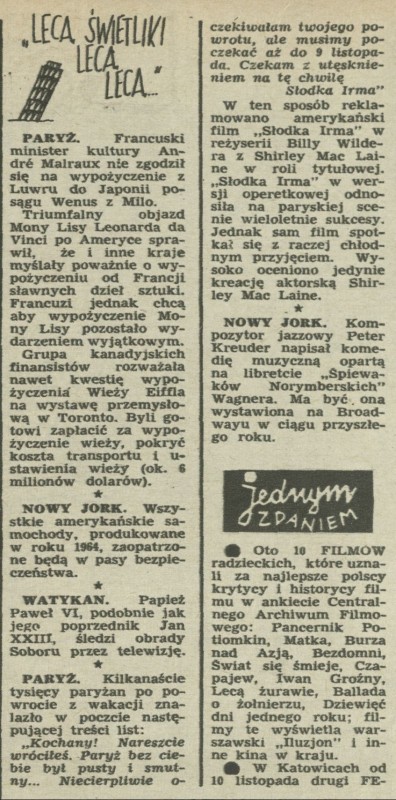 „LECĄ ŚWIETLIKI
LECĄ
LECĄ..."
PARYŻ. Francuski
minister kultury An-
dré Malraux nie zgodził
się na wypożyczenie z
Luwru do Japonii po-
sągu Wenus z Milo.
Triumfalny objazd
Mony Lisy Leonarda da
Vinci po Ameryce spra-
wił, że i inne kraje
myślały poważnie o wy-
pożyczeniu od Francji
sławnych dzieł sztuki.
Francuzi jednak chcą
aby wypożyczenie Mo-
ny Lisy pozostało wy-
darzeniem wyjątkowym.
Grupa kanadyjskich
finansistów rozważała
nawet kwestię wypo-
życzenia Wieży Eiffla
na wystawę przemysło-
wą w Toronto. Byli go-
towi zapłacić za wypo-
życzenie wieży, pokryć
koszta transportu i u-
stawienia wieży (ok. 6
milionów dolarów).
★
NOWY JORK. Wszy-
stkie amerykańskie sa-
mochody, produkowane
w roku 1964, zaopatrzo-
ne będą w pasy bezpie-
czeństwa.
★
WATYKAN. Papież
Paweł VI, podobnie jak
jego poprzednik Jan
XXIII, śledzi obrady
Soboru przez telewizję.
★
PARYŻ. Kilkanaście
tysięcy paryżan po po-
wrocie z wakacji zna-
lazło w poczcie nastę-
pującej treści list:
„Kochany! Nareszcie
wróciłeś. Paryż bez cie-
bie był pusty i smut-
ny... Niecierpliwie o-
czekiwałam twojego po-
wrotu, ale musimy po-
czekać aż do 9 listopa-
da. Czekam z utęsknie-
niem na tę chwilę
Słodka Irma"
W ten sposób rekla-
mowano amerykański
film „Słodka Irma" w
reżyserii Billy Wilde-
ra z Shirley Mac Lai-
ne w roli tytułowej.
„Słodka Irma" w wer-
sji operetkowej odno-
siła na paryskiej sce-
nie wieloletnie sukcesy.
Jednak sam film spot-
kał się z raczej chłod-
nym przyjęciem. Wy-
soko oceniono jedynie
kreację aktorską Shir-
ley Mac Laine.
★
NOWY JORK. Kom-
pozytor jazzowy Peter
Kreuder napisał kome-
dię muzyczną opartą
na libretcie „Śpiewa-
ków Norymberskich"
Wagnera. Ma być ona
wystawiona na Broad-
wayu w ciągu przyszłe-
go roku.
jednym
ZDANIEM
● Oto 10 FILMÓW
radzieckich, które uzna-
li za najlepsze polscy
krytycy i historycy fil-
mu w ankiecie Central-
nego Archiwum Filmo-
wego: Pancernik Po-
tiomkin, Matka, Burza
nad Azją, Bezdomni,
Świat się śmieje, Cza-
pajew, Iwan Groźny,
Lecą żurawie, Ballada
o żołnierzu, Dziewięć
dni jednego roku; fil-
my te wyświetla war-
szawski „Iluzjon" i in-
ne kina w kraju.
● W Katowicach od
10 listopada drugi FE-